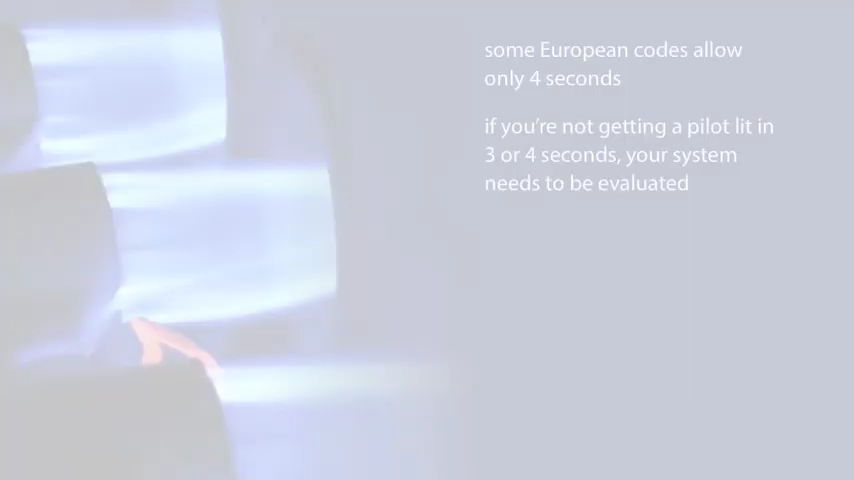 some European codes allow
only 4 seconds
if you're not getting a pilot lit in
3 or 4 seconds, your system
needs to be evaluated